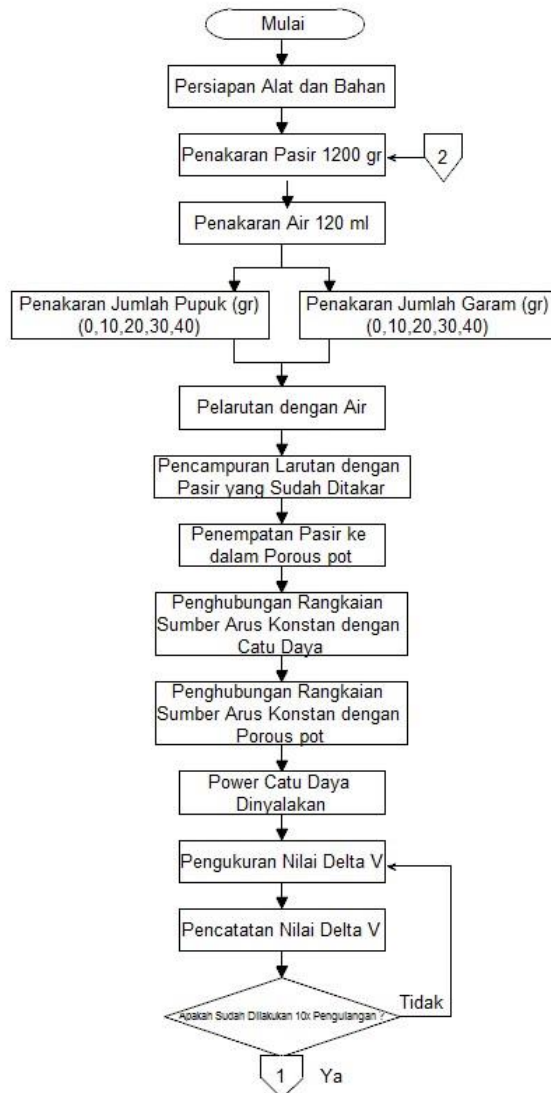 Mulai
Persiapan Alat dan Bahan
Penakaran Pasir 1200 gr
2
Penakaran Air 120 ml
Penakaran Jumlah Pupuk (gr)
(0,10,20,30,40)
Penakaran Jumlah Garam (gr)
(0,10,20,30,40)
Pelarutan dengan Air
Pencampuran Larutan dengan
Pasir yang Sudah Ditakar
Penempatan Pasir ke
dalam Porous pot
Penghubungan Rangkaian
Sumber Arus Konstan dengan
Catu Daya
Penghubungan Rangkaian
Sumber Arus Konstan dengan
Porous pot
Power Catu Daya
Dinyalakan
Pengukuran Nilai Delta V
Pencatatan Nilai Delta V
Apakah Sudah Dilakukan 10x Pengulangan ?
Tidak
1
Ya